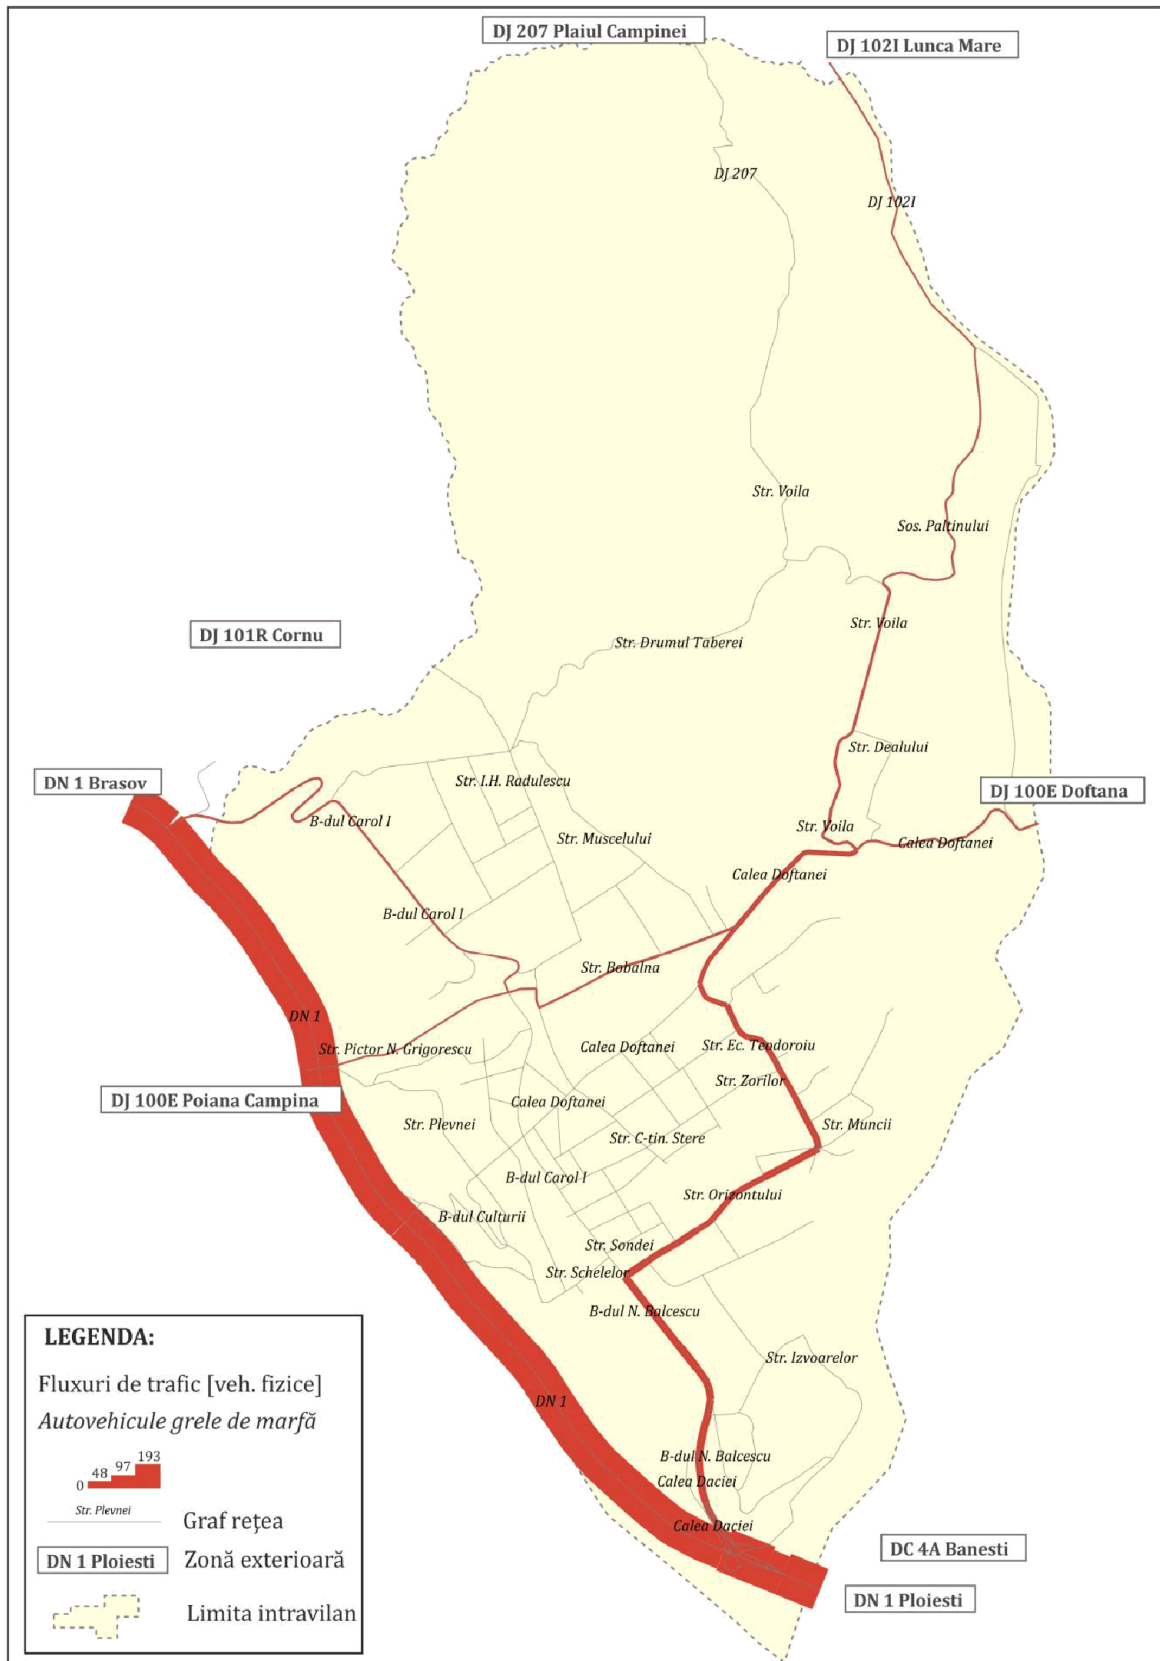 DJ 207 Plaiul Campinei
DJ 102I Lunca Mare
DJ 207
DJ 102I
Str. Voila
Sos. Paltinului
Str. Voila
DJ 101R Cornu
Str. Drumul Taberei
Str. Dealului
DN 1 Brasov
Str. I.H. Radulescu
DJ 100E Doftana
B-dul Carol I
Str. Voila
Str. Muscelului
Calea Doftanei
Calea Doftanei
B-dul Carol I
Str. Bobalna
DN 1
Str. Pictor N. Grigorescu
Calea Doftanei
Str. Ec. Teodoroiu
Str. Zorilor
DJ 100E Poiana Campina
Calea Doftanei
Str. Plevnei
Str. C-tin. Stere
Str. Muncii
B-dul Carol I
Str. Orizontului
B-dul Culturii
Str. Sondei
Str. Schelelor
B-dul N. Balcescu
Str. Izvoarelor
DN 1
B-dul N. Balcescu
Calea Daciei
Calea Daciei
DC 4A Banesti
DN 1 Ploiesti
LEGENDA:
Fluxuri de trafic [veh. fizice]
Autovehicule grele de marfă
0 48 97 193
Str. Plevnei
Graf rețea
DN 1 Ploiesti Zonă exterioară
Limita intravilan